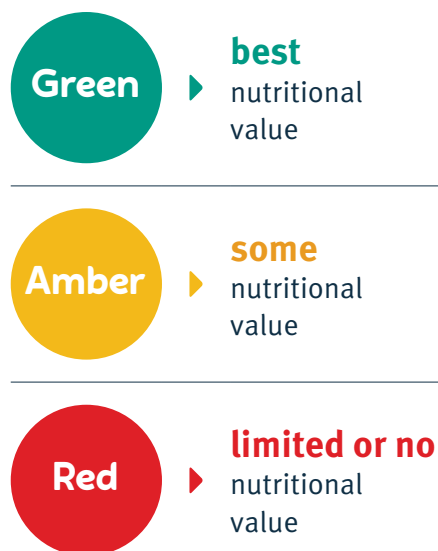 Green
best
nutritional
value
Amber
some
nutritional
value
Red
limited or no
nutritional
value